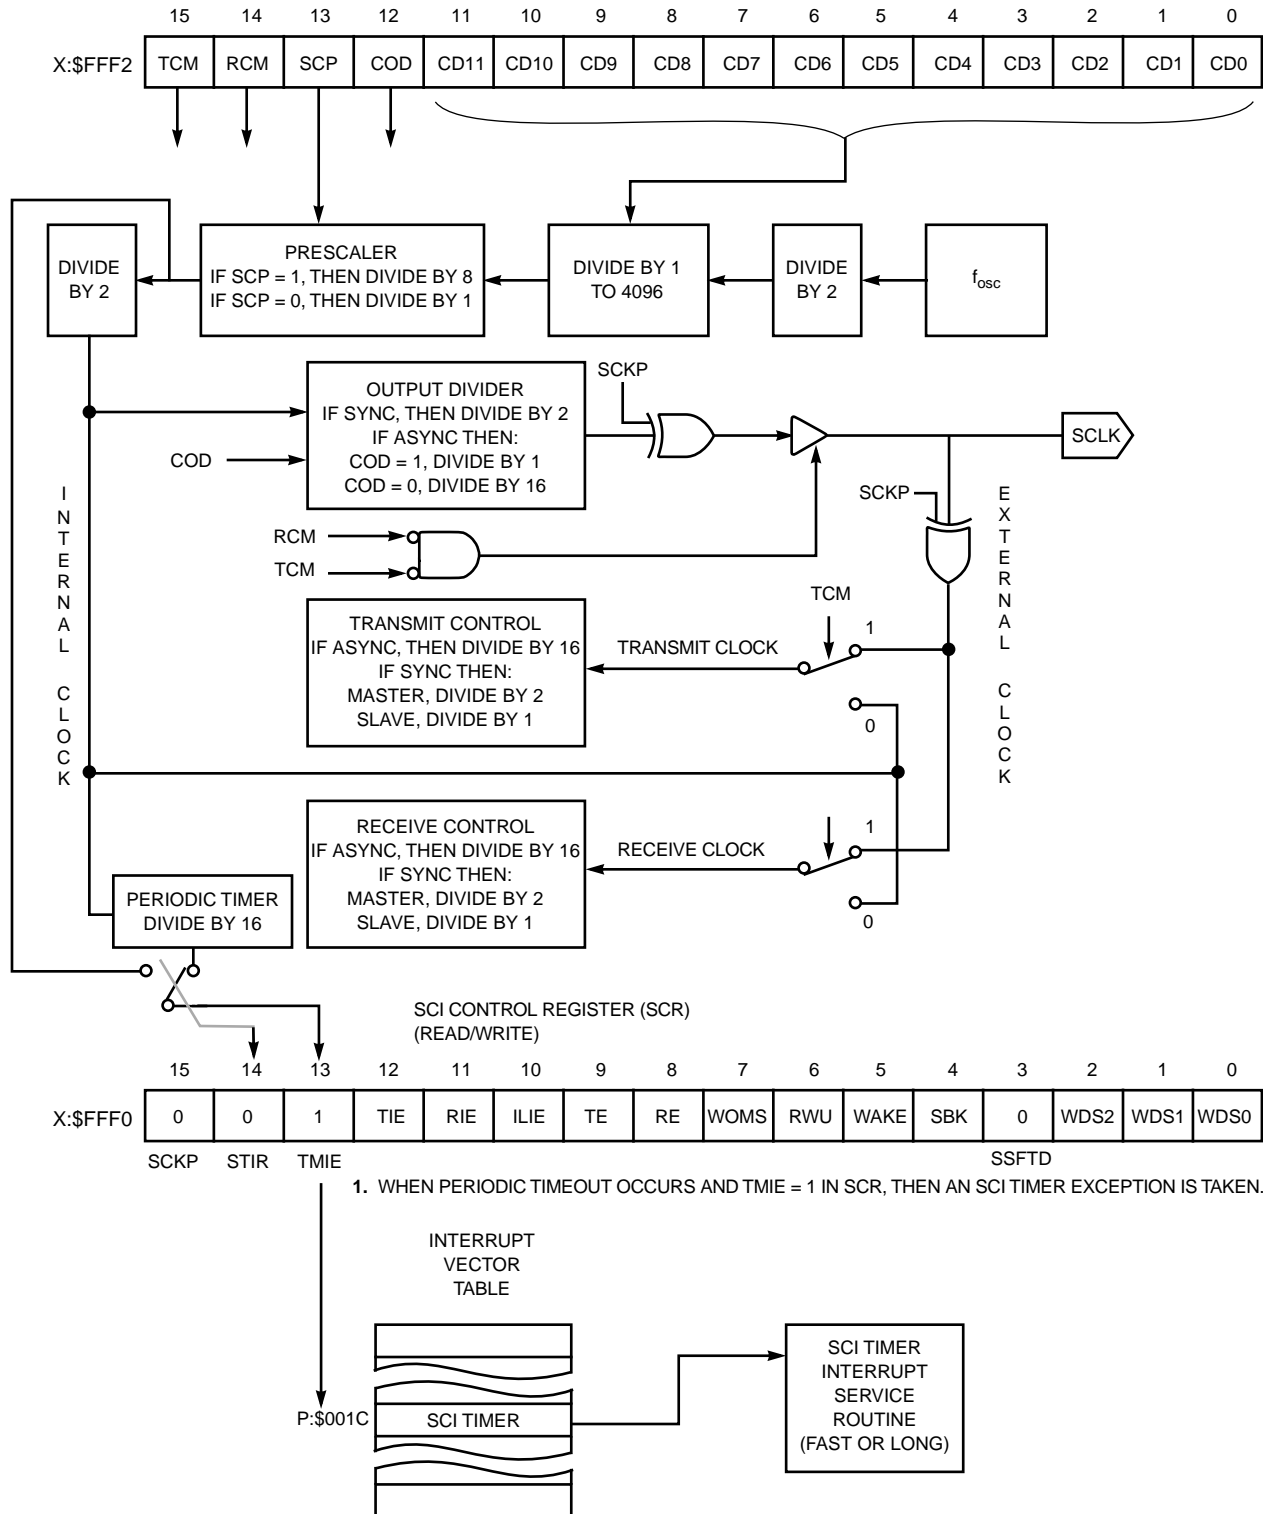 15 14 13 12 11 10 9 8 7 6 5 4 3 2 1 0
X:$FFF2 TCM RCM SCP COD CD11 CD10 CD9 CD8 CD7 CD6 CD5 CD4 CD3 CD2 CD1 CD0
DIVIDE
BY 2
PRESCALER
IF SCP = 1, THEN DIVIDE BY 8
IF SCP = 0, THEN DIVIDE BY 1
DIVIDE BY 1
TO 4096
DIVIDE
BY 2
fosc
OUTPUT DIVIDER
IF SYNC, THEN DIVIDE BY 2
IF ASYNC THEN:
COD = 1, DIVIDE BY 1
COD = 0, DIVIDE BY 16
COD
SCKP
SCLK
SCKP
INTERNAL CLOCK
EXTERNAL CLOCK
RCM
TCM
TRANSMIT CONTROL
IF ASYNC, THEN DIVIDE BY 16
IF SYNC THEN:
MASTER, DIVIDE BY 2
SLAVE, DIVIDE BY 1
TRANSMIT CLOCK
TCM
1
0
RECEIVE CONTROL
IF ASYNC, THEN DIVIDE BY 16
IF SYNC THEN:
MASTER, DIVIDE BY 2
SLAVE, DIVIDE BY 1
RECEIVE CLOCK
1
0
PERIODIC TIMER
DIVIDE BY 16
SCI CONTROL REGISTER (SCR)
(READ/WRITE)
15 14 13 12 11 10 9 8 7 6 5 4 3 2 1 0
X:$FFF0 0 0 1 TIE RIE ILIE TE RE WOMS RWU WAKE SBK 0 WDS2 WDS1 WDS0
SCKP STIR TMIE SSFTD
1. WHEN PERIODIC TIMEOUT OCCURS AND TMIE = 1 IN SCR, THEN AN SCI TIMER EXCEPTION IS TAKEN.
INTERRUPT
VECTOR
TABLE
P:$001C SCI TIMER
SCI TIMER
INTERRUPT
SERVICE
ROUTINE
(FAST OR LONG)